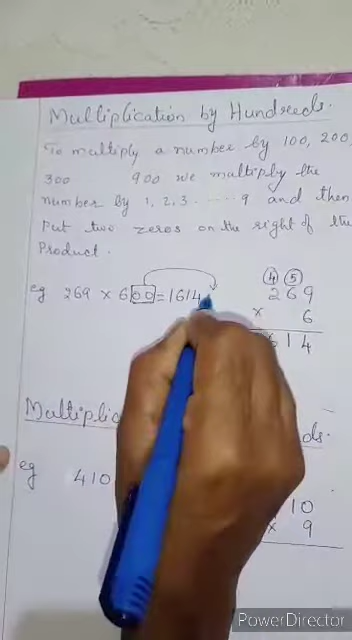 Multiplication by Hundreds.
To multiply a number by 100, 200,
300 900 we multiply the
number by 1, 2, 3. ..... 9 and then
Put two zeros on the right of the
Product.
eg 269 × 600 = 1614
4 5
269
× 6
614
eg 410
10
× 9
PowerDirector